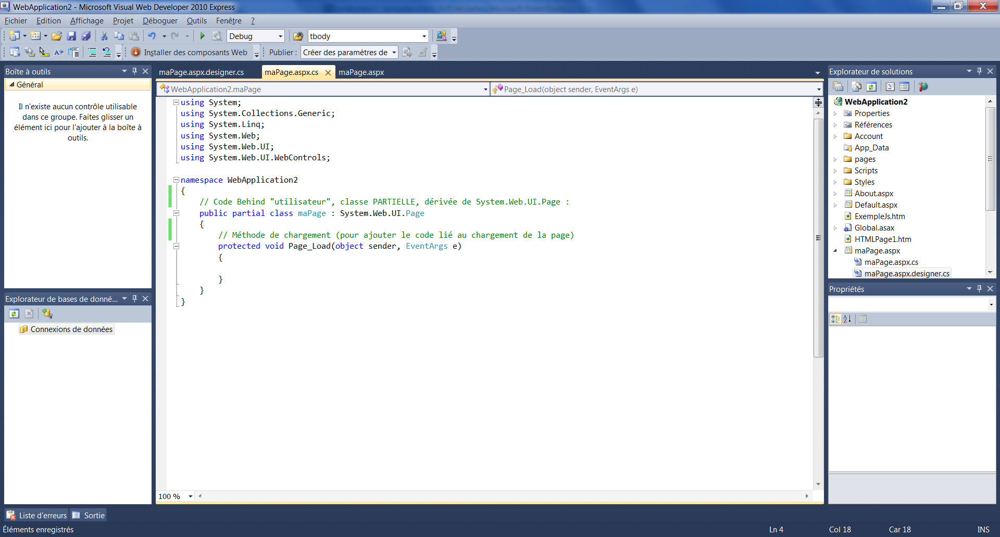 WebApplication2 - Microsoft Visual Web Developer 2010 Express
Fichier Edition Affichage Projet Déboguer Outils Fenêtre ?
Debug tbody
Installer des composants Web Publier : Créer des paramètres de
Boîte à outils
Général
Il n'existe aucun contrôle utilisable
dans ce groupe. Faites glisser un
élément ici pour l'ajouter à la boîte à
outils.
Explorateur de bases de donné...
Connexions de données
maPage.aspx.designer.cs maPage.aspx.cs maPage.aspx
WebApplication2.maPage Page_Load(object sender, EventArgs e)
using System;
using System.Collections.Generic;
using System.Linq;
using System.Web;
using System.Web.UI;
using System.Web.UI.WebControls;
namespace WebApplication2
{
// Code Behind "utilisateur", classe PARTIELLE, dérivée de System.Web.UI.Page :
public partial class maPage : System.Web.UI.Page
{
// Méthode de chargement (pour ajouter le code lié au chargement de la page)
protected void Page_Load(object sender, EventArgs e)
{
}
}
}
100 %
Explorateur de solutions
WebApplication2
Properties
Références
Account
App_Data
pages
Scripts
Styles
About.aspx
Default.aspx
ExempleJs.htm
Global.asax
HTMLPage1.htm
maPage.aspx
maPage.aspx.cs
maPage.aspx.designer.cs
Propriétés
Liste d'erreurs Sortie
Éléments enregistrés Ln 4 Col 18 Car 18 INS